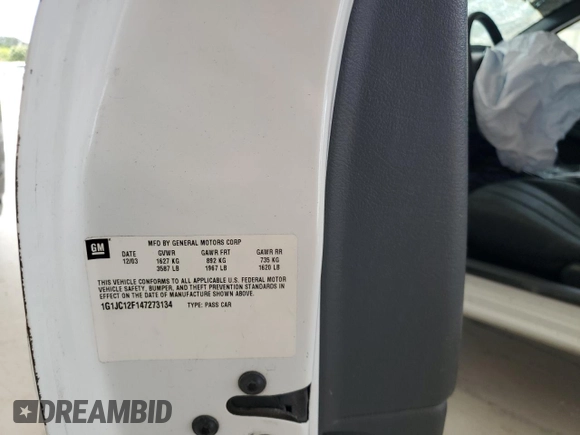 GM
MFD BY GENERAL MOTORS CORP
DATE GVWR GAWR FRT GAWR RR
12/03 1627 KG 892 KG 735 KG
3587 LB 1967 LB 1620 LB
THIS VEHICLE CONFORMS TO ALL APPLICABLE U.S. FEDERAL MOTOR
VEHICLE SAFETY, BUMPER, AND THEFT PREVENTION STANDARDS IN
EFFECT ON THE DATE OF MANUFACTURE SHOWN ABOVE.
1G1JC12F147273134 TYPE: PASS CAR
DREAMBID